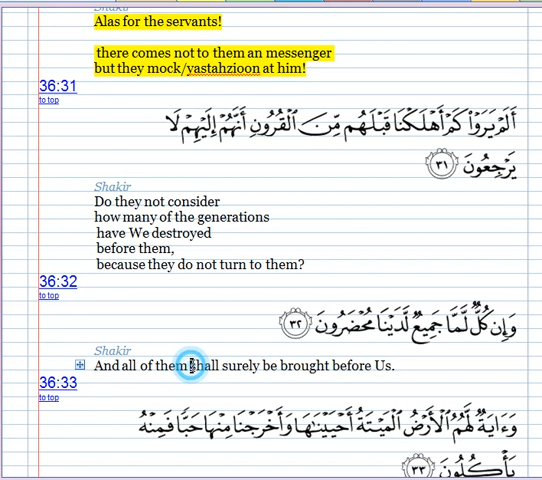 Shakir
Alas for the servants!
there comes not to them an messenger
but they mock/yastahzioon at him!
36:31
to top
أَلَمْ يَرَوْا۟ كَمْ أَهْلَكْنَا قَبْلَهُم مِّنَ ٱلْقُرُونِ أَنَّهُمْ إِلَيْهِمْ لَا
يَرْجِعُونَ ٣١
Shakir
Do they not consider
how many of the generations
have We destroyed
before them,
because they do not turn to them?
36:32
to top
وَإِن كُلٌّ لَّمَّا جَمِيعٌ لَّدَيْنَا مُحْضَرُونَ ٣٢
Shakir
And all of them shall surely be brought before Us.
36:33
to top
وَءَايَةٌ لَّهُمُ ٱلْأَرْضُ ٱلْمَيْتَةُ أَحْيَيْنَٰهَا وَأَخْرَجْنَا مِنْهَا حَبًّا فَمِنْهُ
يَأْكُلُونَ ٣٣